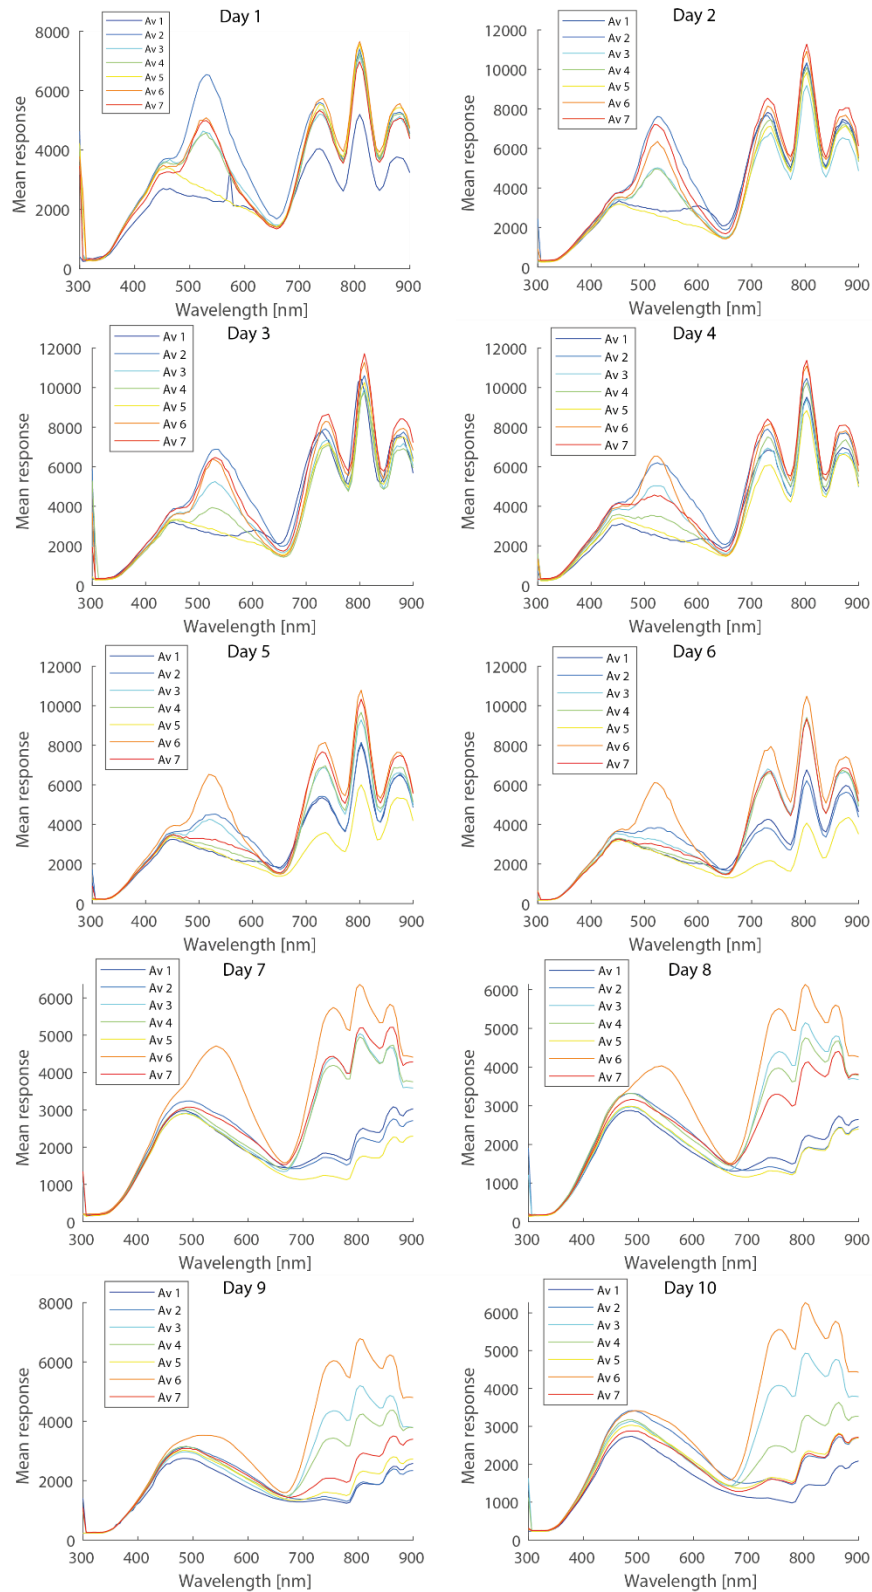 Day 1
Av 1
Av 2
Av 3
Av 4
Av 5
Av 6
Av 7
8000
6000
4000
2000
0
300 400 500 600 700 800 900
Mean response
Wavelength [nm]
Day 2
Av 1
Av 2
Av 3
Av 4
Av 5
Av 6
Av 7
12000
10000
8000
6000
4000
2000
0
300 400 500 600 700 800 900
Mean response
Wavelength [nm]
Day 3
Av 1
Av 2
Av 3
Av 4
Av 5
Av 6
Av 7
12000
10000
8000
6000
4000
2000
0
300 400 500 600 700 800 900
Mean response
Wavelength [nm]
Day 4
Av 1
Av 2
Av 3
Av 4
Av 5
Av 6
Av 7
12000
10000
8000
6000
4000
2000
0
300 400 500 600 700 800 900
Mean response
Wavelength [nm]
Day 5
Av 1
Av 2
Av 3
Av 4
Av 5
Av 6
Av 7
12000
10000
8000
6000
4000
2000
0
300 400 500 600 700 800 900
Mean response
Wavelength [nm]
Day 6
Av 1
Av 2
Av 3
Av 4
Av 5
Av 6
Av 7
12000
10000
8000
6000
4000
2000
0
300 400 500 600 700 800 900
Mean response
Wavelength [nm]
Day 7
Av 1
Av 2
Av 3
Av 4
Av 5
Av 6
Av 7
6000
5000
4000
3000
2000
1000
0
300 400 500 600 700 800 900
Mean response
Wavelength [nm]
Day 8
Av 1
Av 2
Av 3
Av 4
Av 5
Av 6
Av 7
6000
5000
4000
3000
2000
1000
0
300 400 500 600 700 800 900
Mean response
Wavelength [nm]
Day 9
Av 1
Av 2
Av 3
Av 4
Av 5
Av 6
Av 7
8000
6000
4000
2000
0
300 400 500 600 700 800 900
Mean response
Wavelength [nm]
Day 10
Av 1
Av 2
Av 3
Av 4
Av 5
Av 6
Av 7
6000
5000
4000
3000
2000
1000
0
300 400 500 600 700 800 900
Mean response
Wavelength [nm]